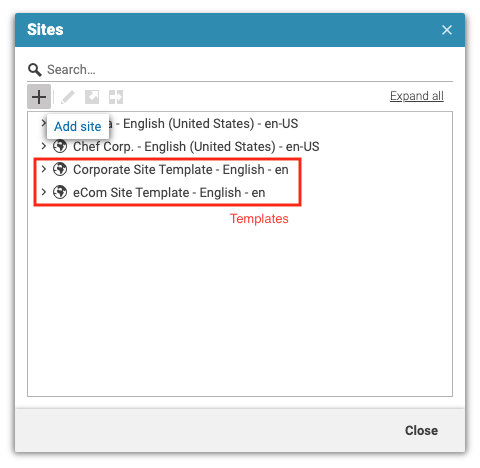 Sites
Search...
Expand all
Add site
a - English (United States) - en-US
Chef Corp. - English (United States) - en-US
Corporate Site Template - English - en
eCom Site Template - English - en
Templates
Close